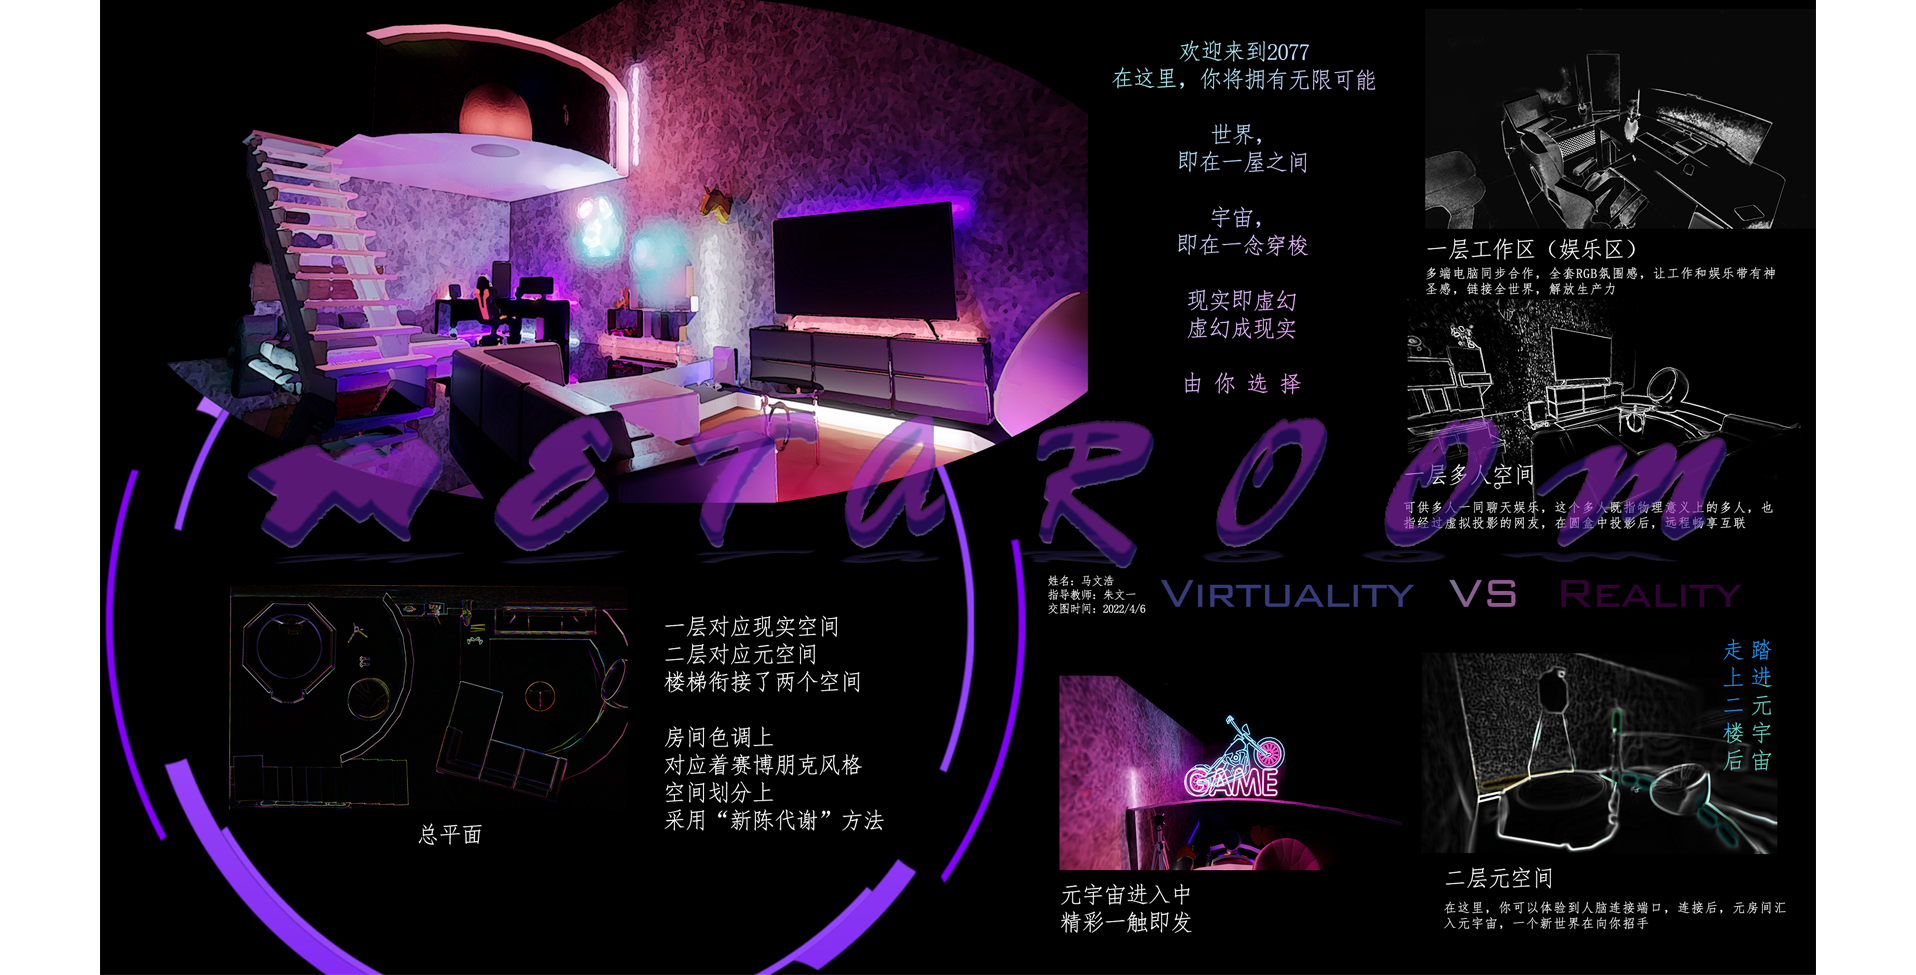 欢迎来到2077
在这里，你将拥有无限可能
世界，
即在一屋之间
宇宙，
即在一念穿梭
现实即虚幻
虚幻成现实
由 你 选 择
一层工作区（娱乐区）
多端电脑同步合作，全套RGB氛围感，让工作和娱乐带有神
圣感，链接全世界，解放生产力
一层多人空间
可供多人一同聊天娱乐，这个多人既指物理意义上的多人，也
指经过虚拟投影的网友，在圆盒中投影后，远程畅享互联
METAROOM
姓名：马文浩
指导教师：朱文一
交图时间：2022/4/6
VIRTUALITY VS REALITY
一层对应现实空间
二层对应元空间
楼梯衔接了两个空间
房间色调上
对应着赛博朋克风格
空间划分上
采用“新陈代谢”方法
总平面
GAME
元宇宙进入中
精彩一触即发
踏进元宇宙
走上二楼后
二层元空间
在这里，你可以体验到人脑连接端口，连接后，元房间汇
入元宇宙，一个新世界在向你招手